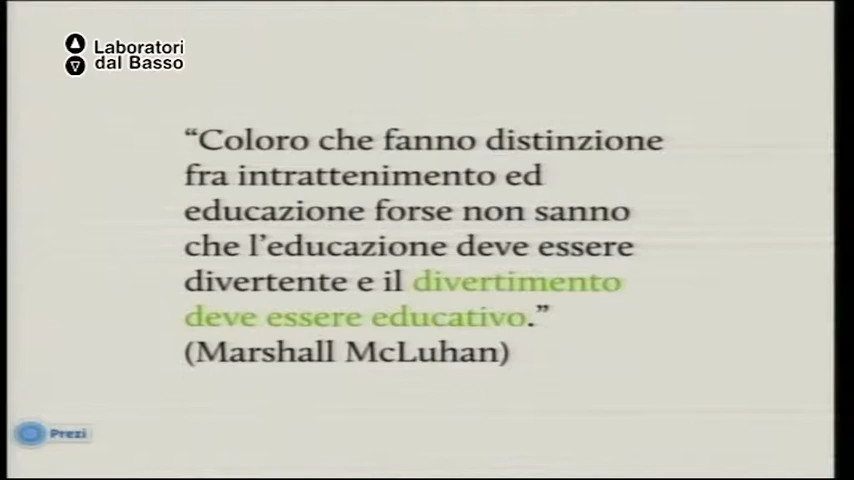 Laboratori
dal Basso
“Coloro che fanno distinzione
fra intrattenimento ed
educazione forse non sanno
che l’educazione deve essere
divertente e il divertimento
deve essere educativo.”
(Marshall McLuhan)
Prezi